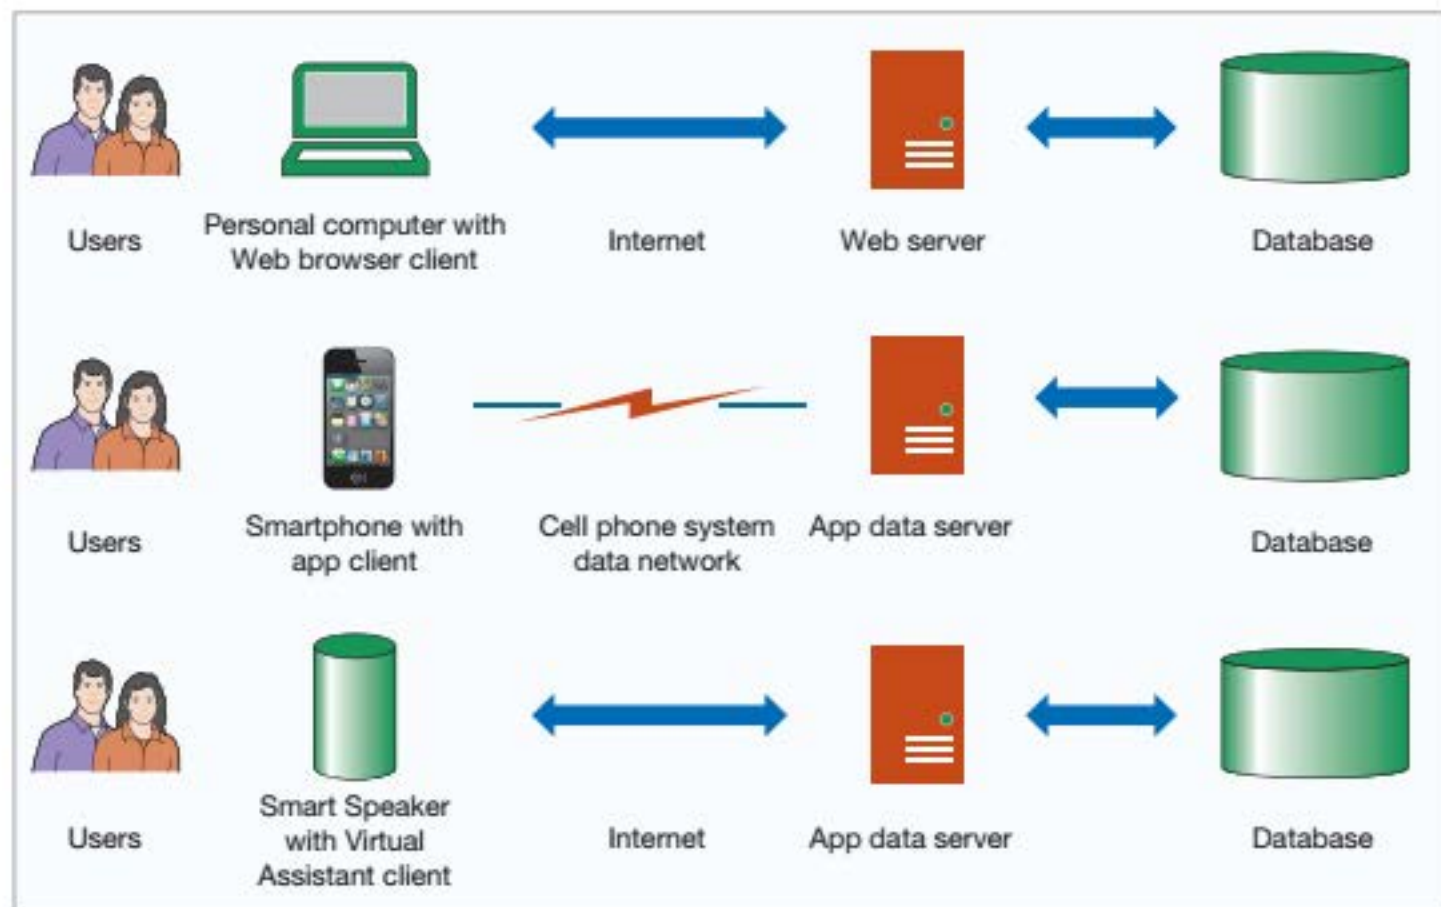 Users
Personal computer with
Web browser client
Internet
Web server
Database
Users
Smartphone with
app client
Cell phone system
data network
App data server
Database
Users
Smart Speaker
with Virtual
Assistant client
Internet
App data server
Database